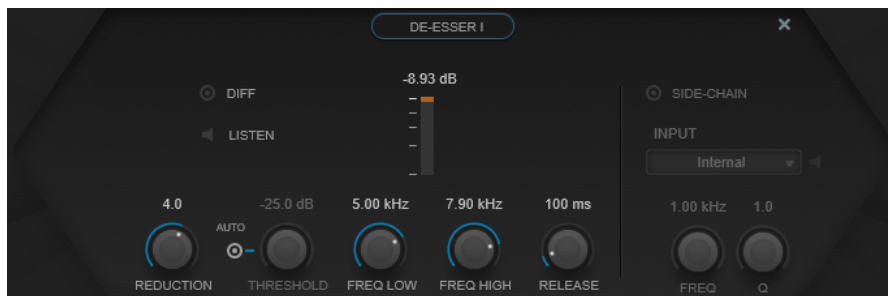 DE-ESSER I
-8.93 dB
DIFF
SIDE-CHAIN
LISTEN
INPUT
Internal
4.0
-25.0 dB
5.00 kHz
7.90 kHz
100 ms
1.00 kHz
1.0
AUTO
REDUCTION
THRESHOLD
FREQ LOW
FREQ HIGH
RELEASE
FREQ
Q